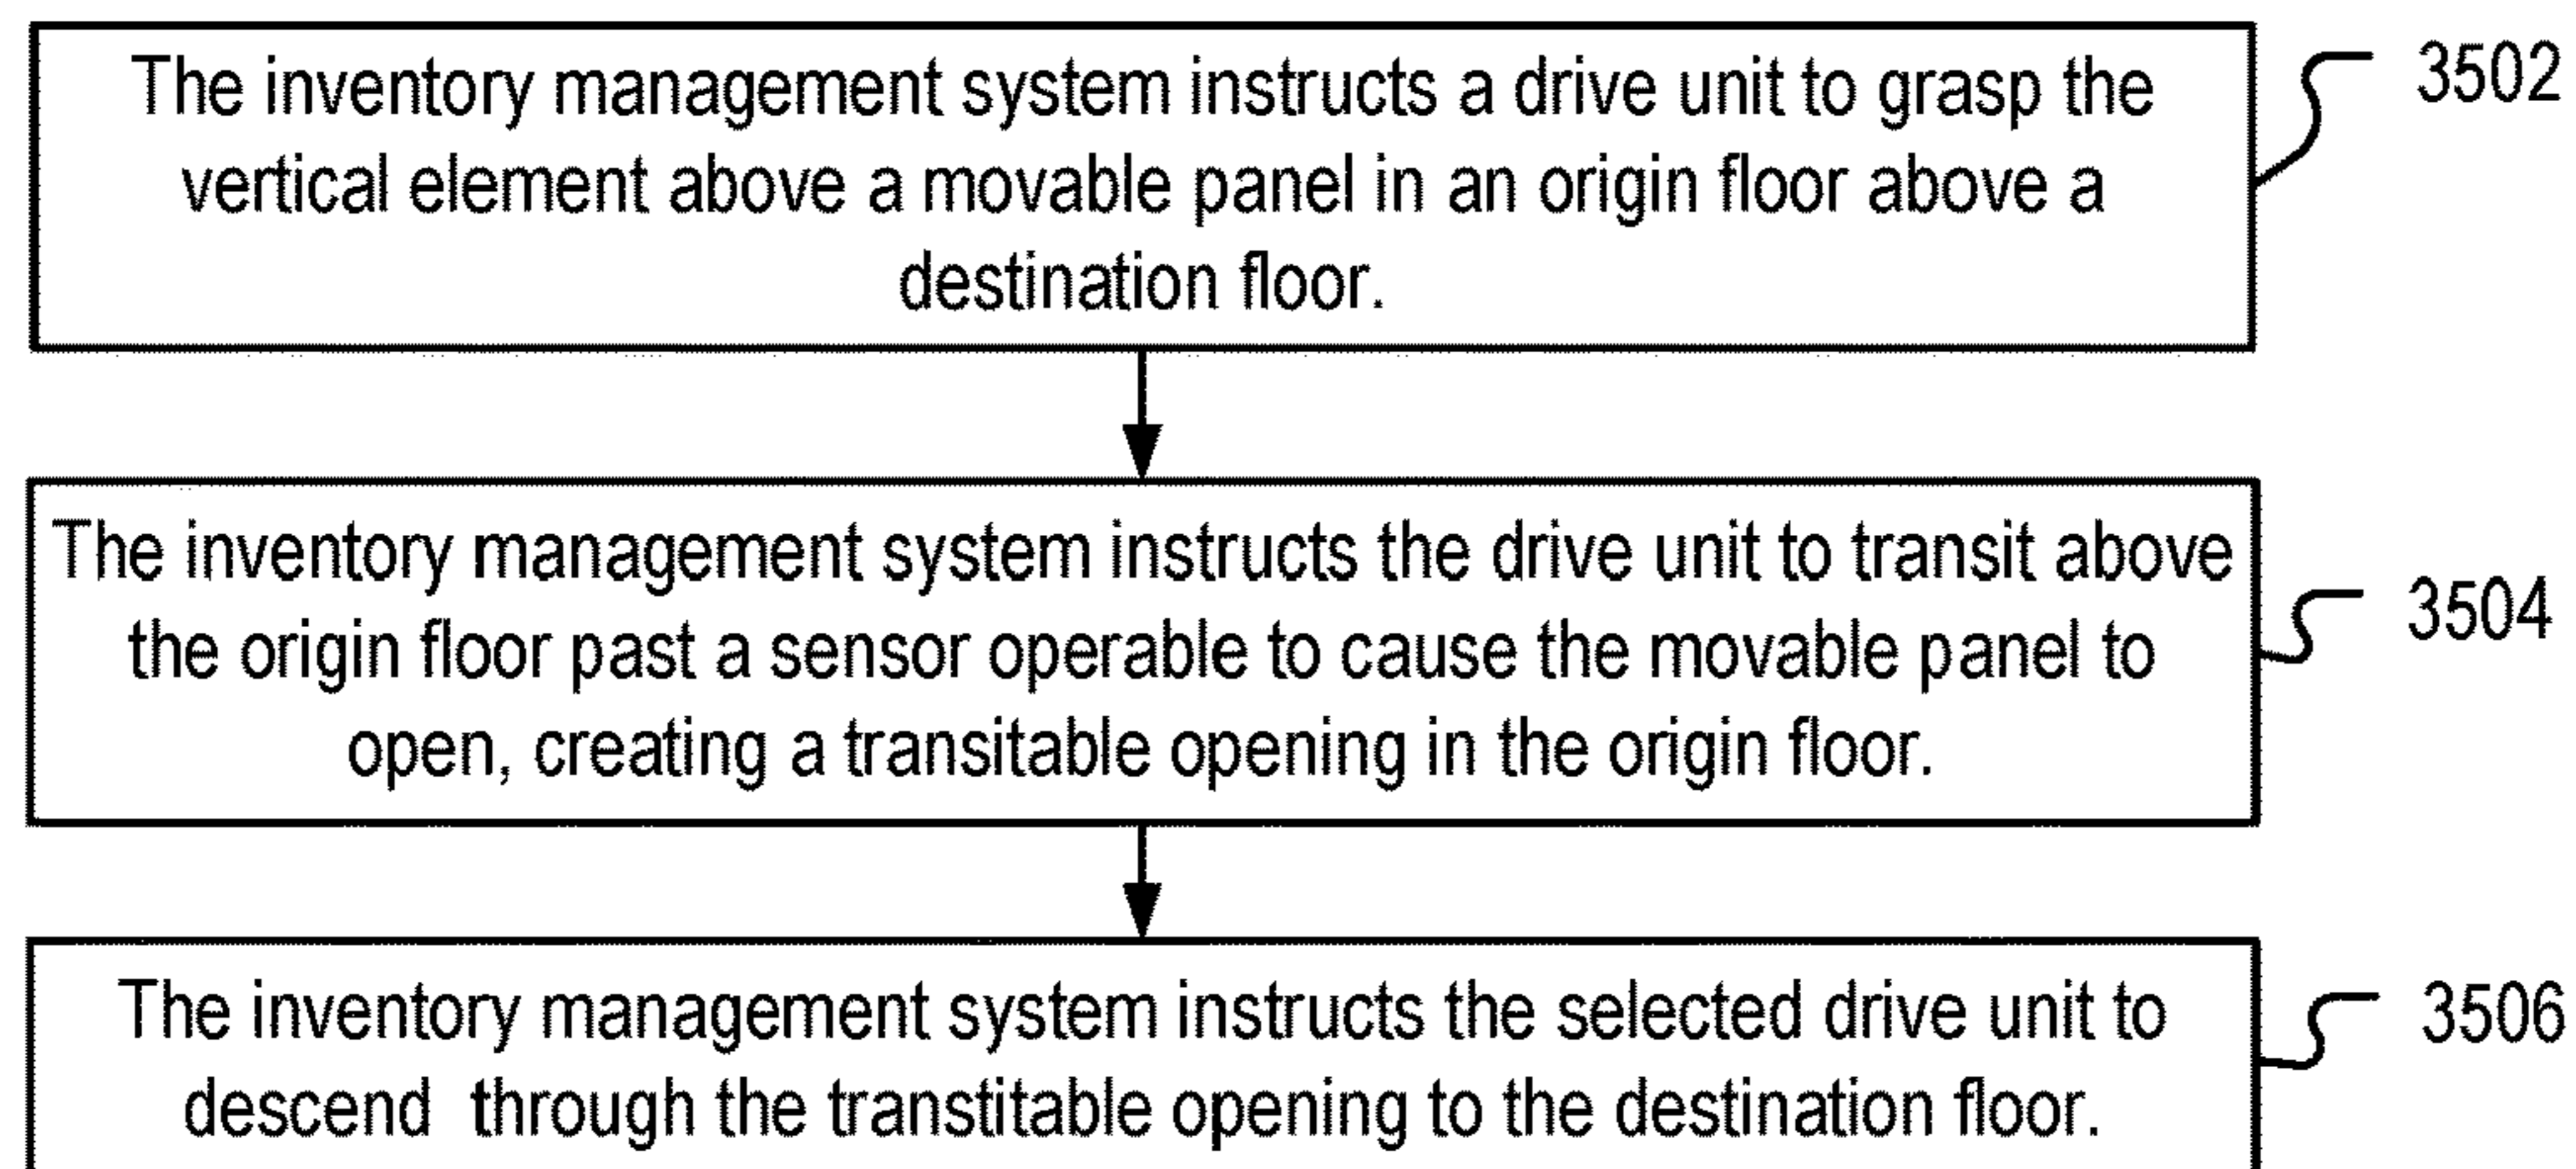 The inventory management system instructs a drive unit to grasp the
vertical element above a movable panel in an origin floor above a
destination floor.
3502
The inventory management system instructs the drive unit to transit above
the origin floor past a sensor operable to cause the movable panel to
open, creating a transitable opening in the origin floor.
3504
The inventory management system instructs the selected drive unit to
descend through the transtitable opening to the destination floor.
3506